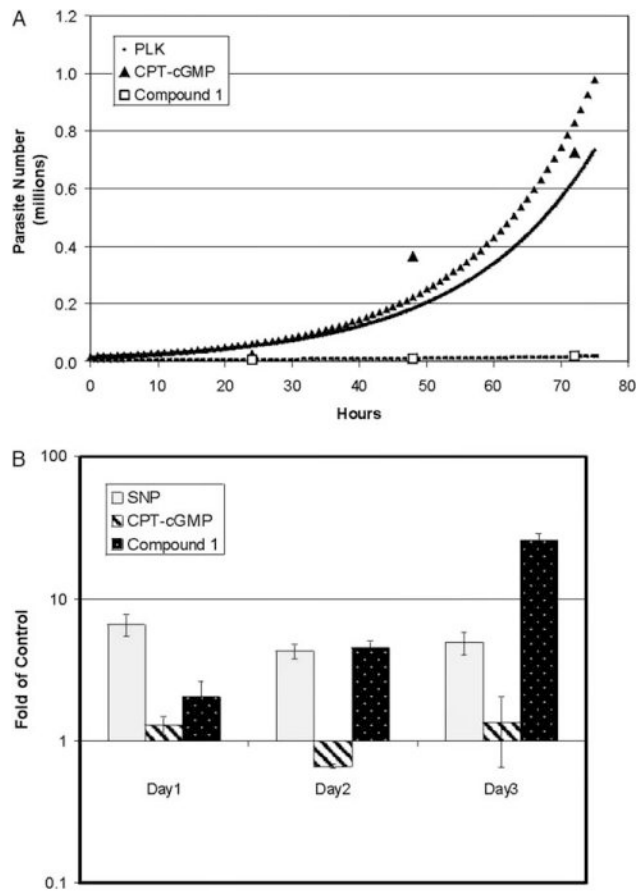 A
1.2
1.0
0.8
0.6
0.4
0.2
0.0
Parasite Number
(millions)
PLK
CPT-cGMP
Compound 1
0 10 20 30 40 50 60 70 80
Hours
B
100
10
1
0.1
Fold of Control
SNP
CPT-cGMP
Compound 1
Day1 Day2 Day3